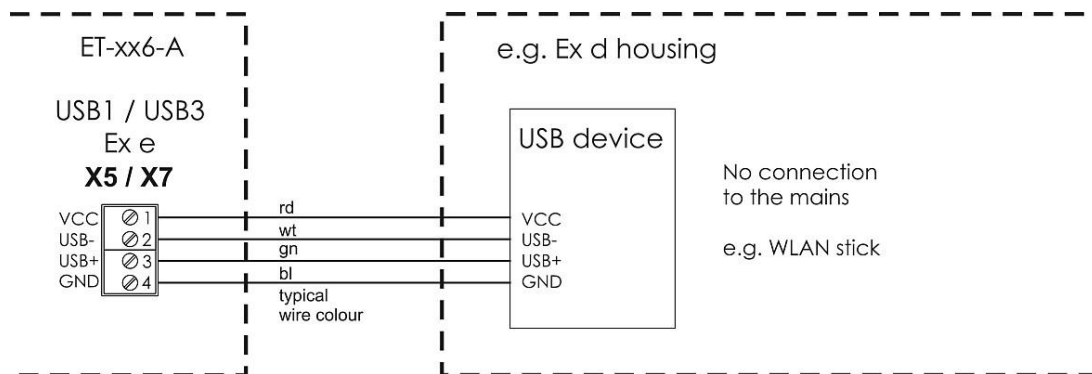 ET-xx6-A
USB1 / USB3
Ex e
X5 / X7
VCC 1
USB- 2
USB+ 3
GND 4
rd
wt
gn
bl
typical
wire colour
e.g. Ex d housing
USB device
VCC
USB-
USB+
GND
No connection
to the mains
e.g. WLAN stick